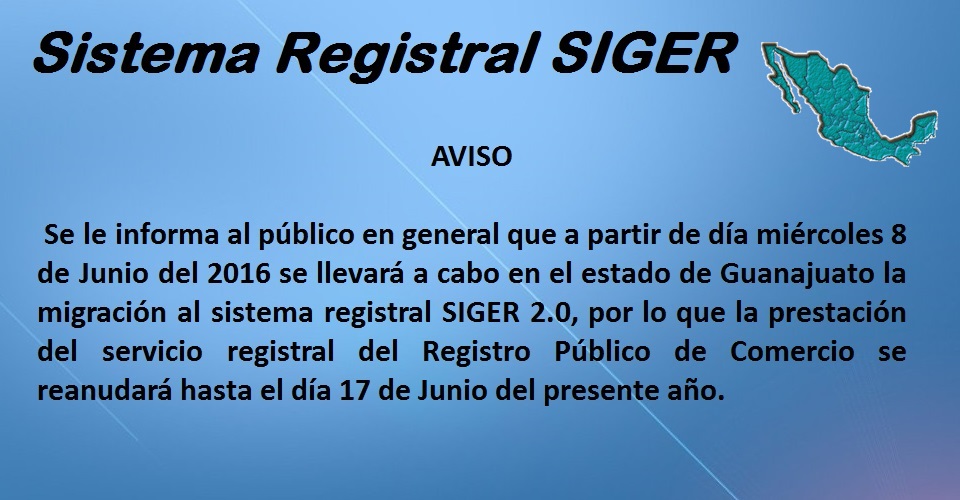 Sistema Registral SIGER
AVISO
Se le informa al público en general que a partir de día miércoles 8
de Junio del 2016 se llevará a cabo en el estado de Guanajuato la
migración al sistema registral SIGER 2.0, por lo que la prestación
del servicio registral del Registro Público de Comercio se
reanudará hasta el día 17 de Junio del presente año.